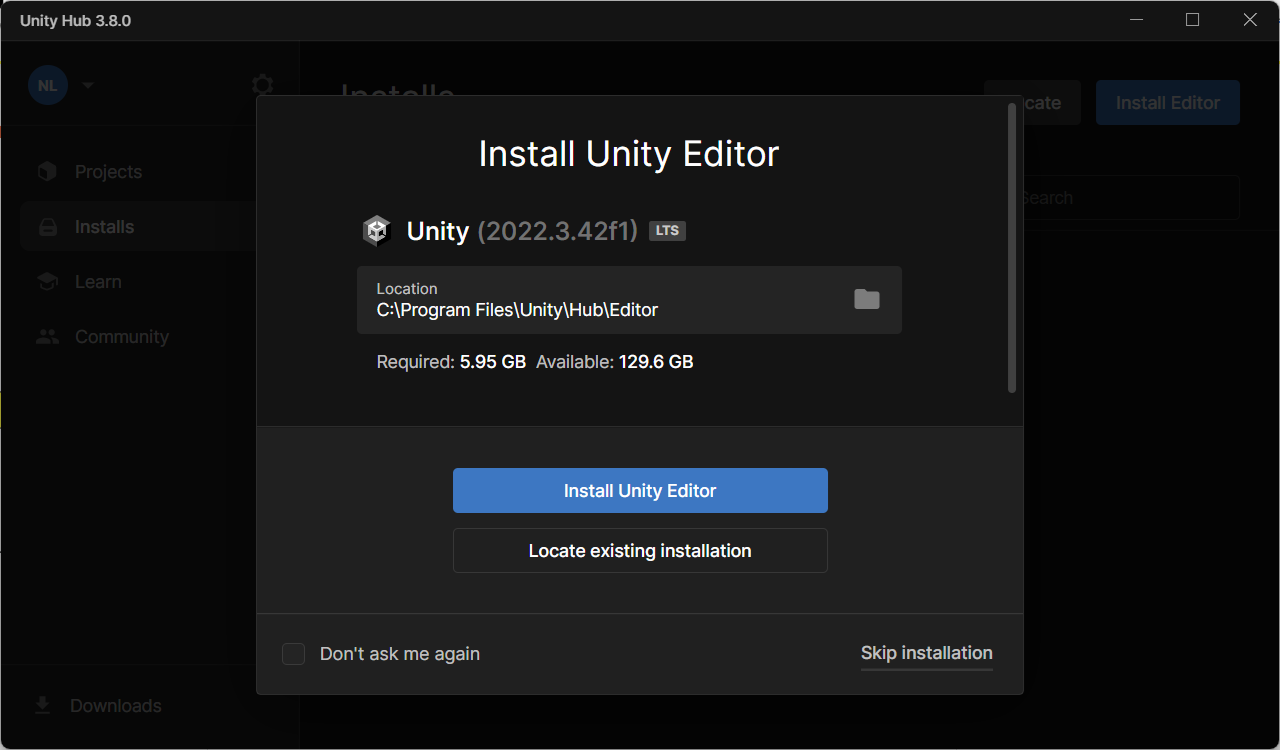 Unity Hub 3.8.0
NL
Installs
cate
Install Editor
Projects
Installs
Learn
Community
Search
Install Unity Editor
Unity (2022.3.42f1) LTS
Location
C:\Program Files\Unity\Hub\Editor
Required: 5.95 GB Available: 129.6 GB
Install Unity Editor
Locate existing installation
Don't ask me again
Skip installation
Downloads